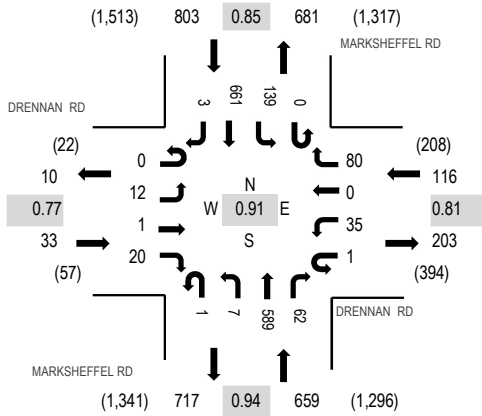 (1,513) 803 0.85 681 (1,317)
MARKSHEFFEL RD
3 661 139 0
DRENNAN RD
(22) (208)
0 80
10 116
12 N 0
0.77 W 0.91 E 0.81
1 35
33 S 203
20 1
(57) (394)
1 7 589 62
DRENNAN RD
MARKSHEFFEL RD
(1,341) 717 0.94 659 (1,296)